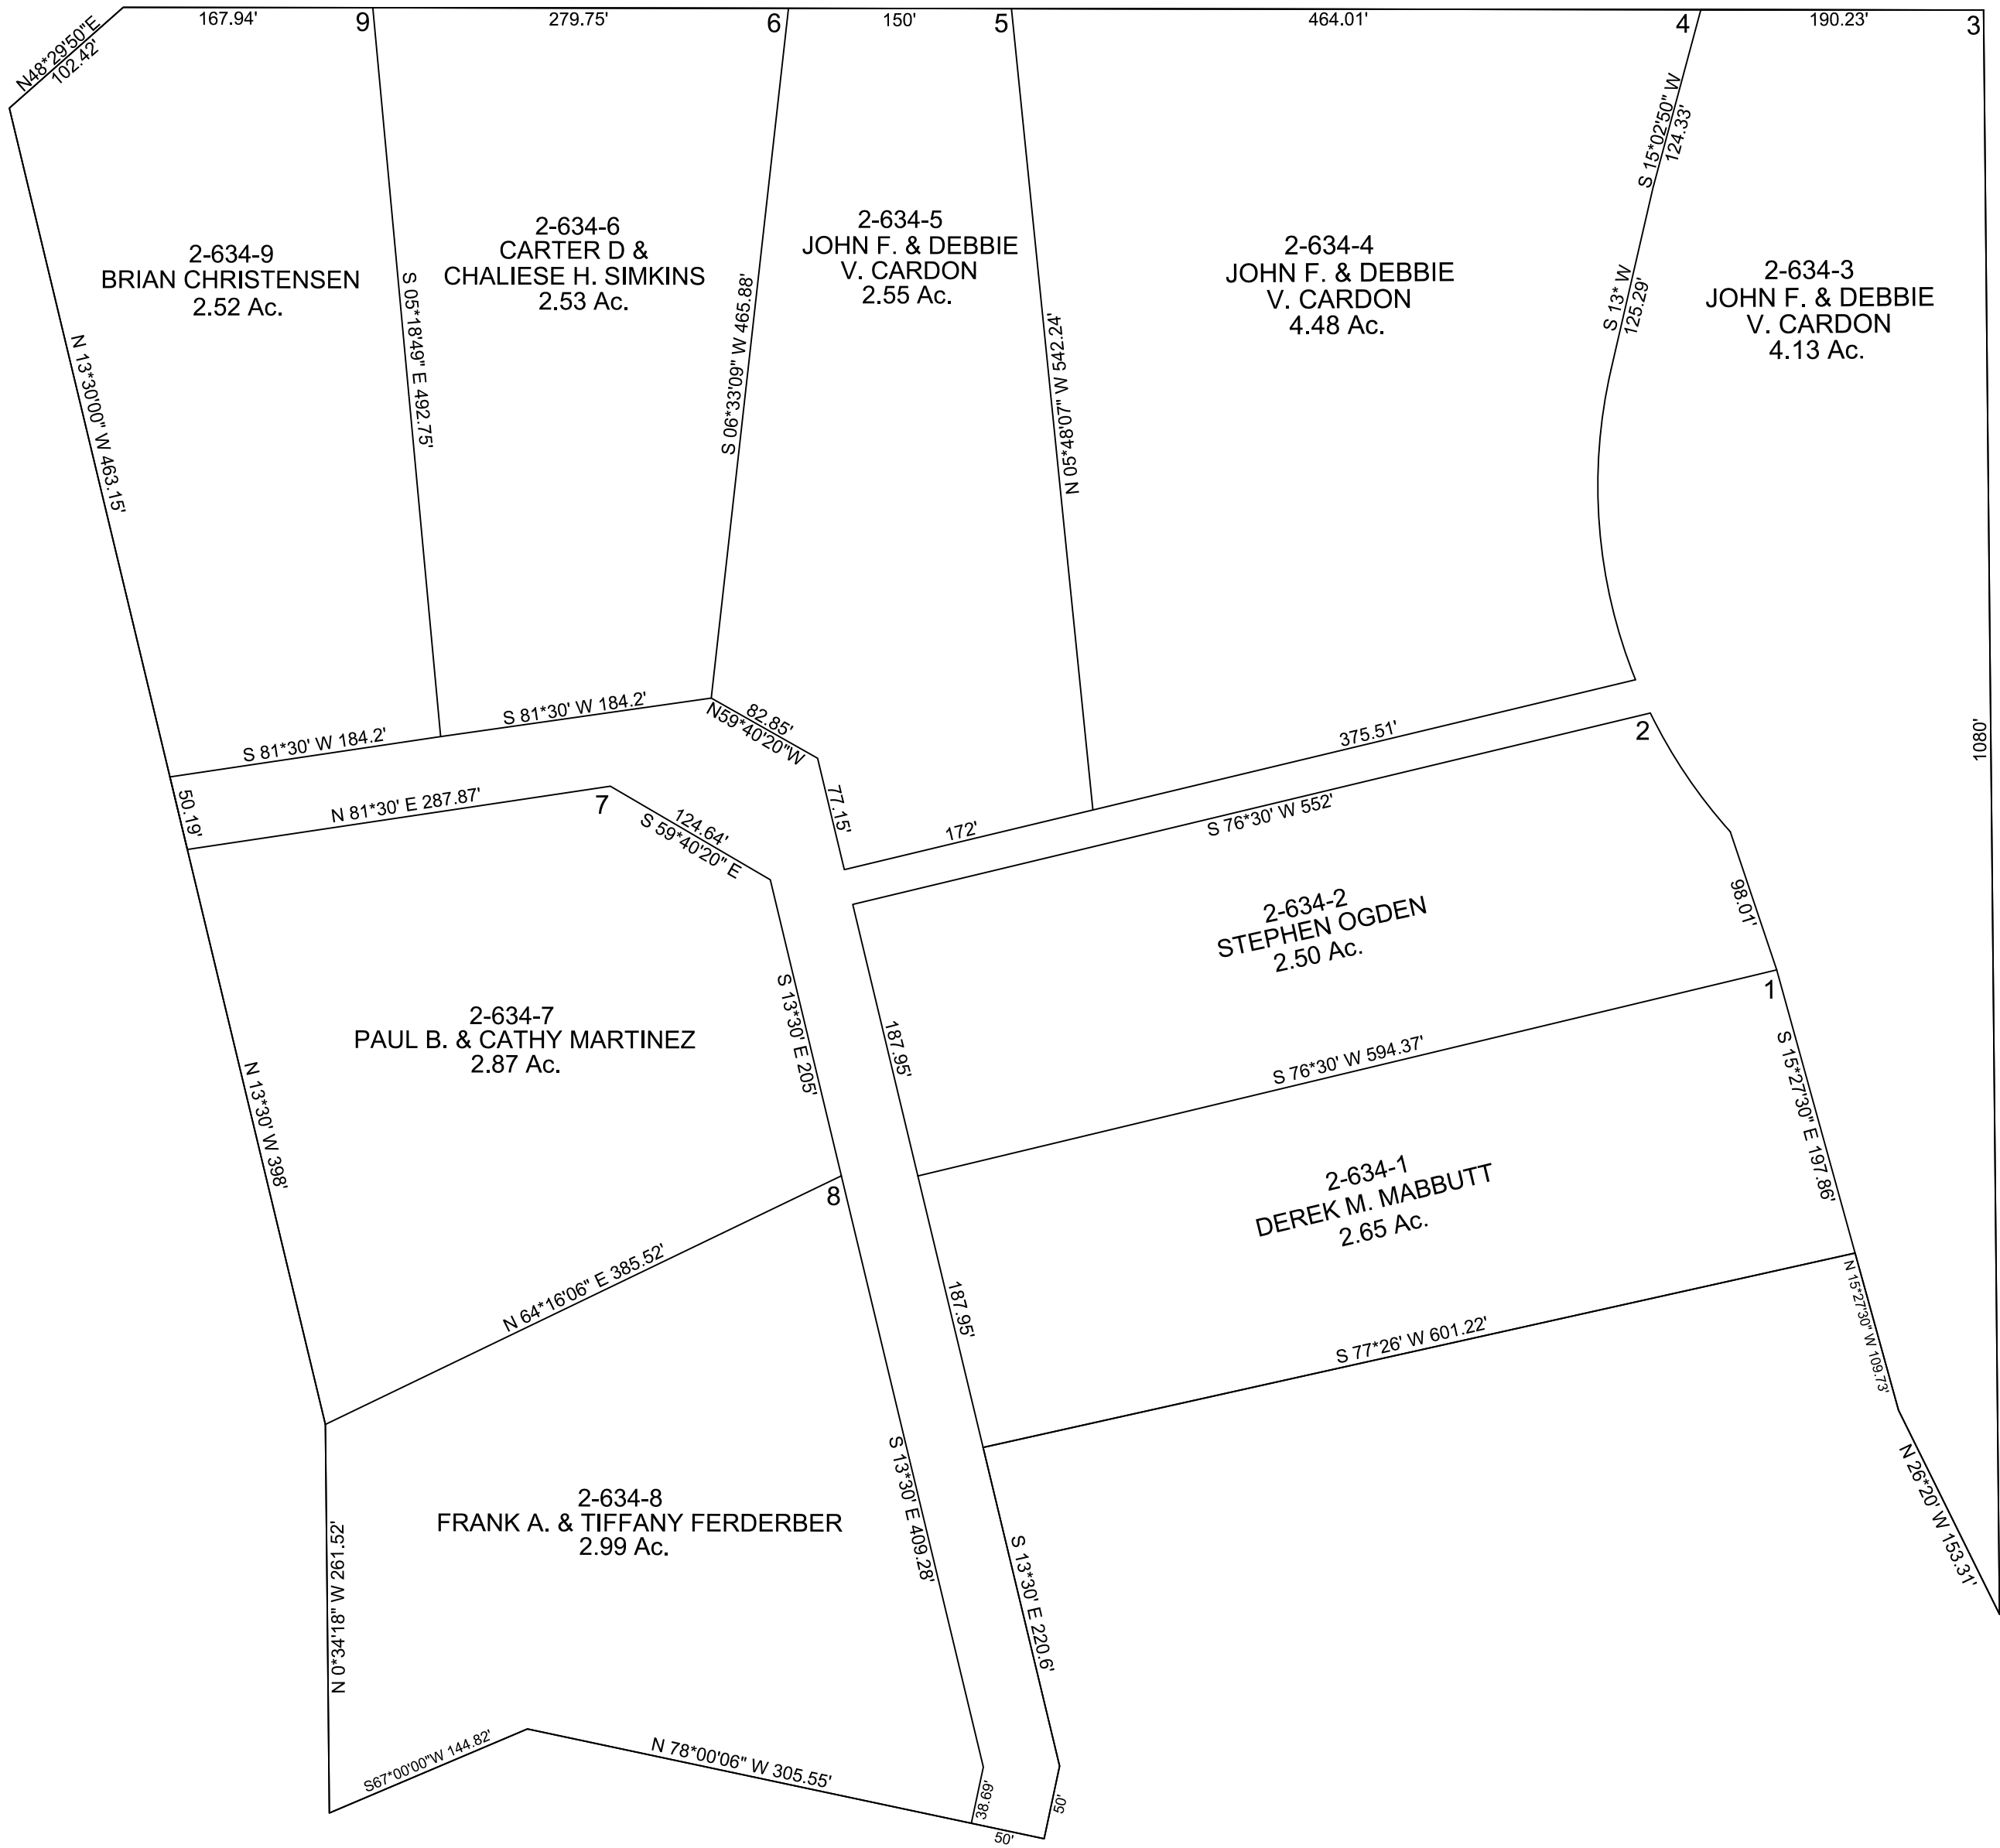 167.94'
9
279.75'
6
150'
5
464.01'
4
190.23'
3
N48*29'50"E
102.42'
S 15*02'50" W
124.33'
2-634-9
BRIAN CHRISTENSEN
2.52 Ac.
2-634-6
CARTER D &
CHALIESE H. SIMKINS
2.53 Ac.
2-634-5
JOHN F. & DEBBIE
V. CARDON
2.55 Ac.
2-634-4
JOHN F. & DEBBIE
V. CARDON
4.48 Ac.
2-634-3
JOHN F. & DEBBIE
V. CARDON
4.13 Ac.
N 13*30'00" W 463.15'
S 05*18'49" E 492.75'
S 06*33'09" W 465.88'
N 05*48'07" W 542.24'
S 13* W
125.29'
1080'
S 81*30' W 184.2'
S 81*30' W 184.2'
82.85'
N59*40'20"W
77.15'
172'
375.51'
2
50.19'
N 81*30' E 287.87'
7
124.64'
S 59*40'20" E
S 76*30' W 552'
98.01'
2-634-2
STEPHEN OGDEN
2.50 Ac.
2-634-7
PAUL B. & CATHY MARTINEZ
2.87 Ac.
S 13*30' E 205'
187.95'
S 76*30' W 594.37'
1
N 13*30' W 398'
S 15*27'30" E 197.86'
8
2-634-1
DEREK M. MABBUTT
2.65 Ac.
N 64*16'06" E 385.52'
187.95'
S 77*26' W 601.22'
N 15*27'30" W 109.73'
2-634-8
FRANK A. & TIFFANY FERDERBER
2.99 Ac.
S 13*30' E 409.28'
N 26*20' W 153.31'
N 0*34'18" W 261.52'
S 13*30' E 220.6'
S67*00'00"W 144.82'
N 78*00'06" W 305.55'
38.69'
50'
50'